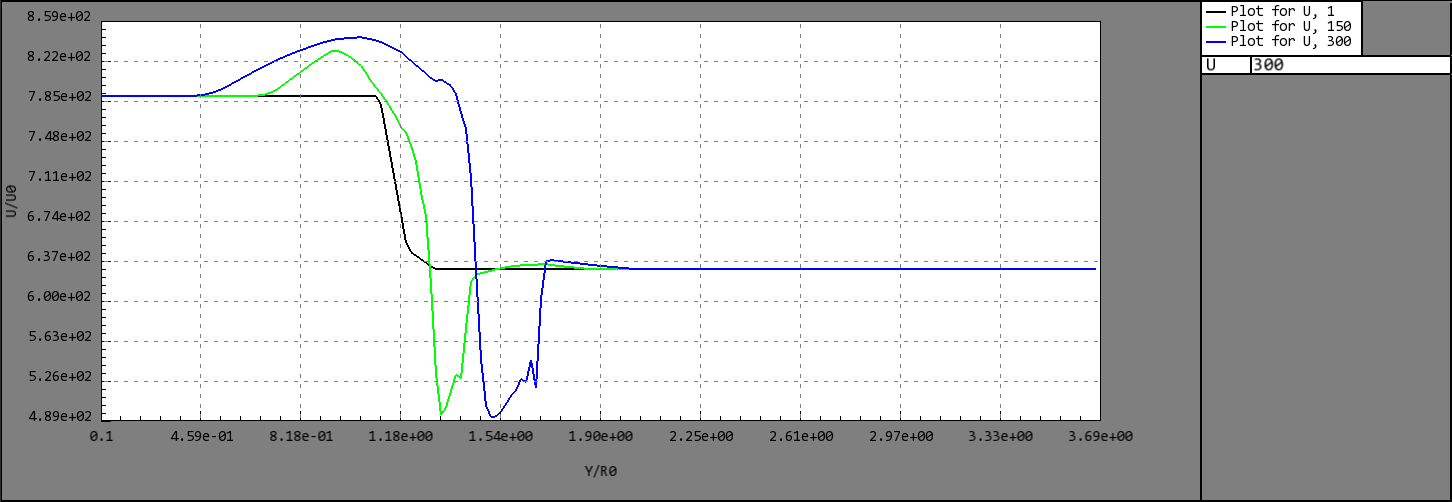 8.59e+02
8.22e+02
7.85e+02
7.48e+02
7.11e+02
6.74e+02
6.37e+02
6.00e+02
5.63e+02
5.26e+02
4.89e+02
U/U0
0.1 4.59e-01 8.18e-01 1.18e+00 1.54e+00 1.90e+00 2.25e+00 2.61e+00 2.97e+00 3.33e+00 3.69e+00
Y/R0
Plot for U, 1
Plot for U, 150
Plot for U, 300
U 300